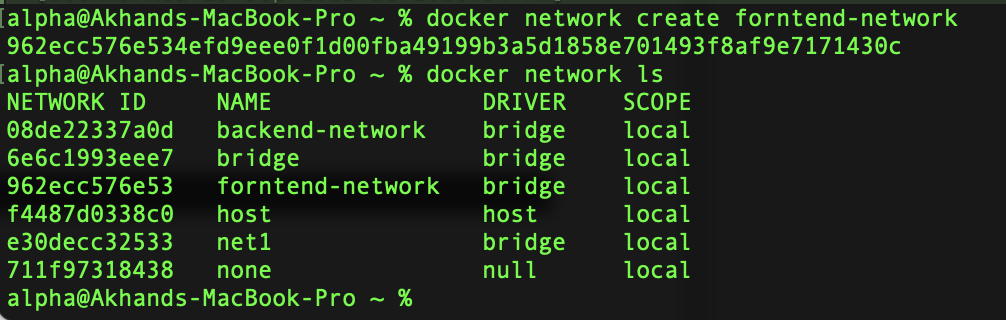 [alpha@Akhands-MacBook-Pro ~ % docker network create forntend-network
962ecc576e534efd9eee0f1d00fba49199b3a5d1858e701493f8af9e7171430c
[alpha@Akhands-MacBook-Pro ~ % docker network ls
NETWORK ID     NAME               DRIVER    SCOPE
08de22337a0d   backend-network    bridge    local
6e6c1993eee7   bridge             bridge    local
962ecc576e53   forntend-network   bridge    local
f4487d0338c0   host               host      local
e30decc32533   net1               bridge    local
711f97318438   none               null      local
alpha@Akhands-MacBook-Pro ~ %